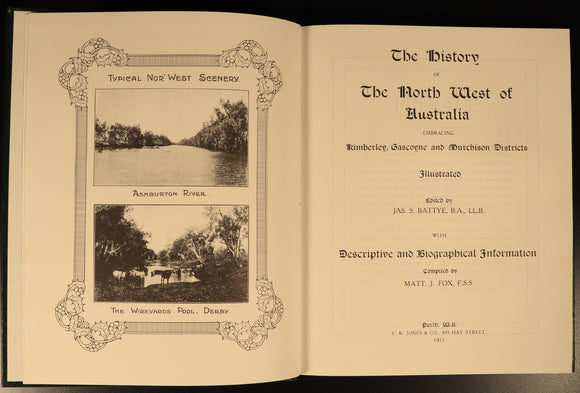 Typical Nor' West Scenery.
Ashburton River.
The Wireyards Pool. Derby.
The History
OF
The North West of
Australia
EMBRACING
Kimberley, Gascoyne and Murchison Districts
Illustrated
Edited by
JAS. S. BATTYE, B.A., LL.B.
WITH
Descriptive and Biographical Information
Compiled by
MATT. J. FOX, F.S.S.
Perth, W.A.
V. K. JONES & CO., 819 HAY STREET.
1915